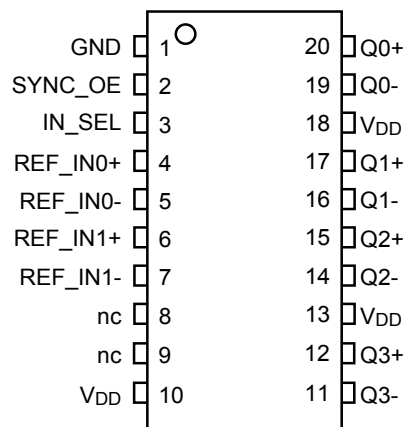 GND 1 20 Q0+
SYNC_OE 2 19 Q0-
IN_SEL 3 18 VDD
REF_IN0+ 4 17 Q1+
REF_IN0- 5 16 Q1-
REF_IN1+ 6 15 Q2+
REF_IN1- 7 14 Q2-
nc 8 13 VDD
nc 9 12 Q3+
VDD 10 11 Q3-